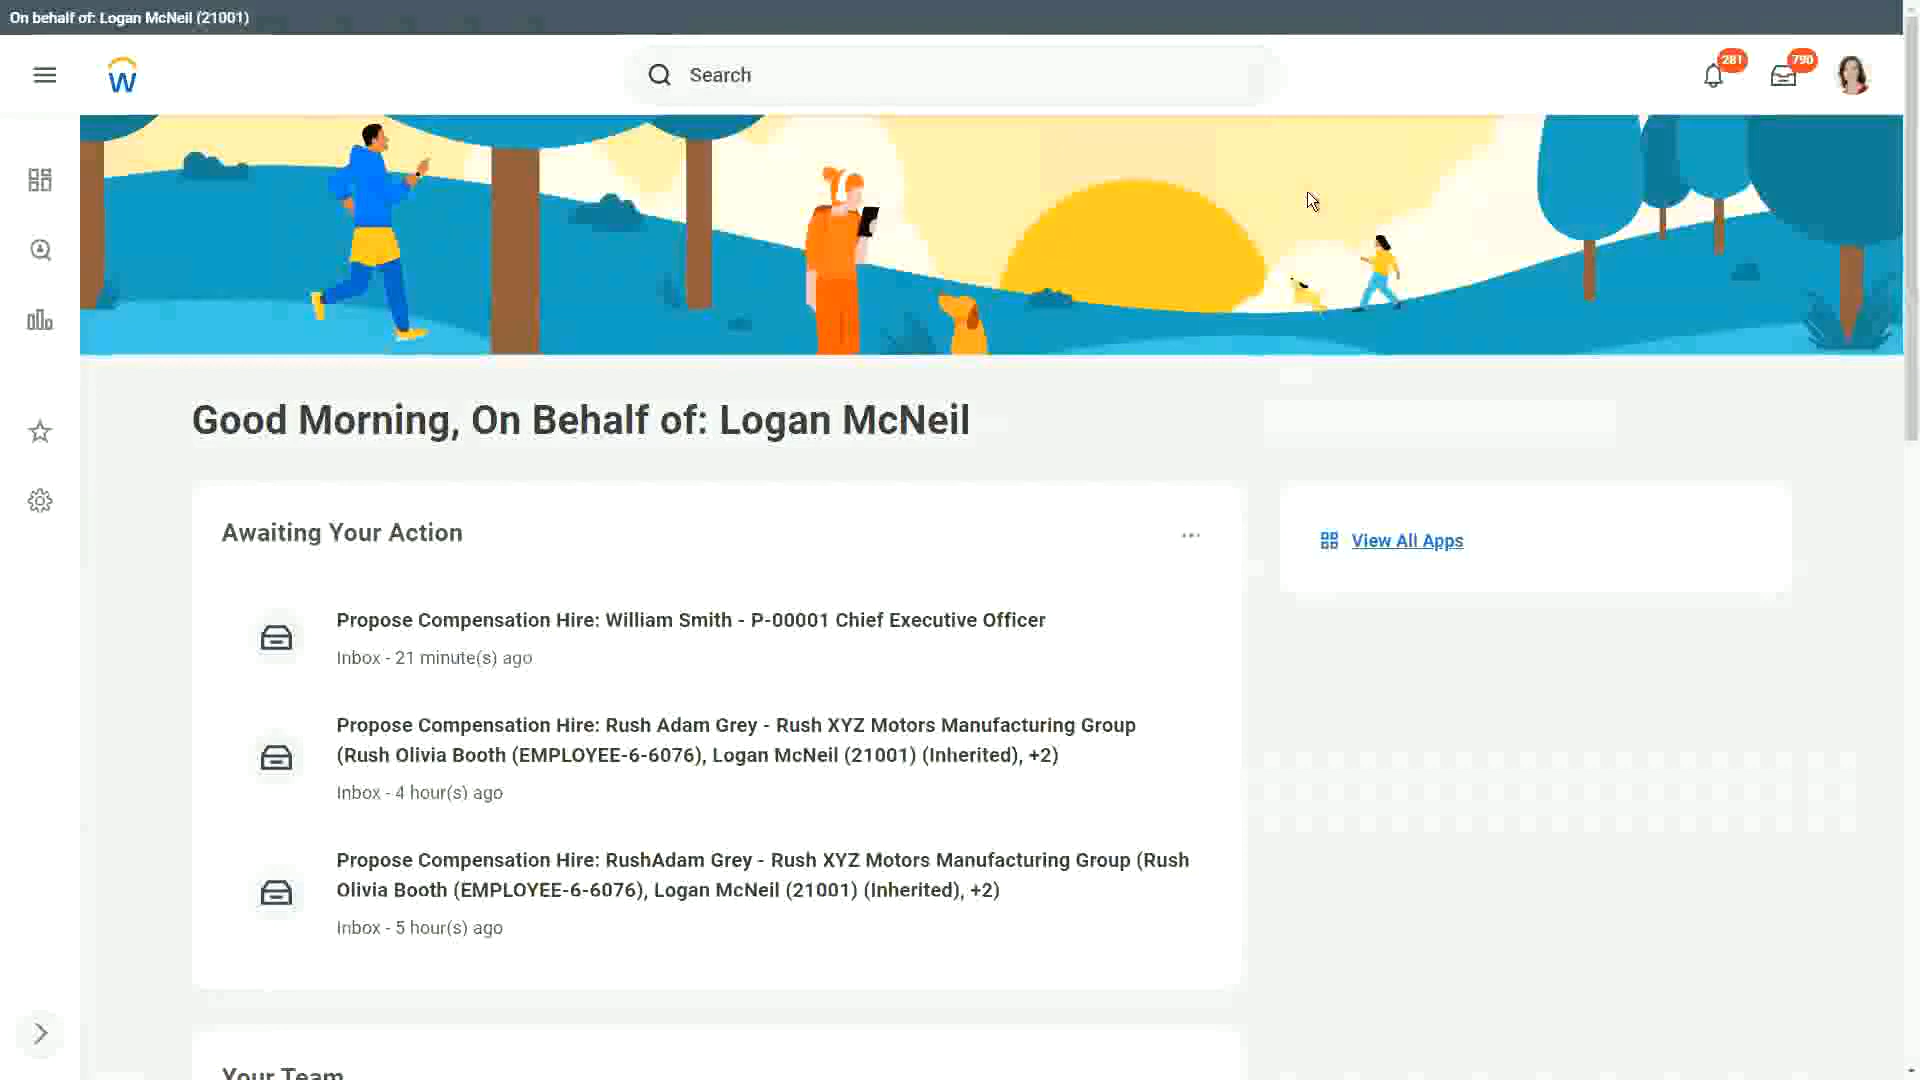 On behalf of: Logan McNeil (21001)
W
Search
281
790
Good Morning, On Behalf of: Logan McNeil
Awaiting Your Action
View All Apps
Propose Compensation Hire: William Smith - P-00001 Chief Executive Officer
Inbox - 21 minute(s) ago
Propose Compensation Hire: Rush Adam Grey - Rush XYZ Motors Manufacturing Group
(Rush Olivia Booth (EMPLOYEE-6-6076), Logan McNeil (21001) (Inherited), +2)
Inbox - 4 hour(s) ago
Propose Compensation Hire: RushAdam Grey - Rush XYZ Motors Manufacturing Group (Rush
Olivia Booth (EMPLOYEE-6-6076), Logan McNeil (21001) (Inherited), +2)
Inbox - 5 hour(s) ago
Your Team